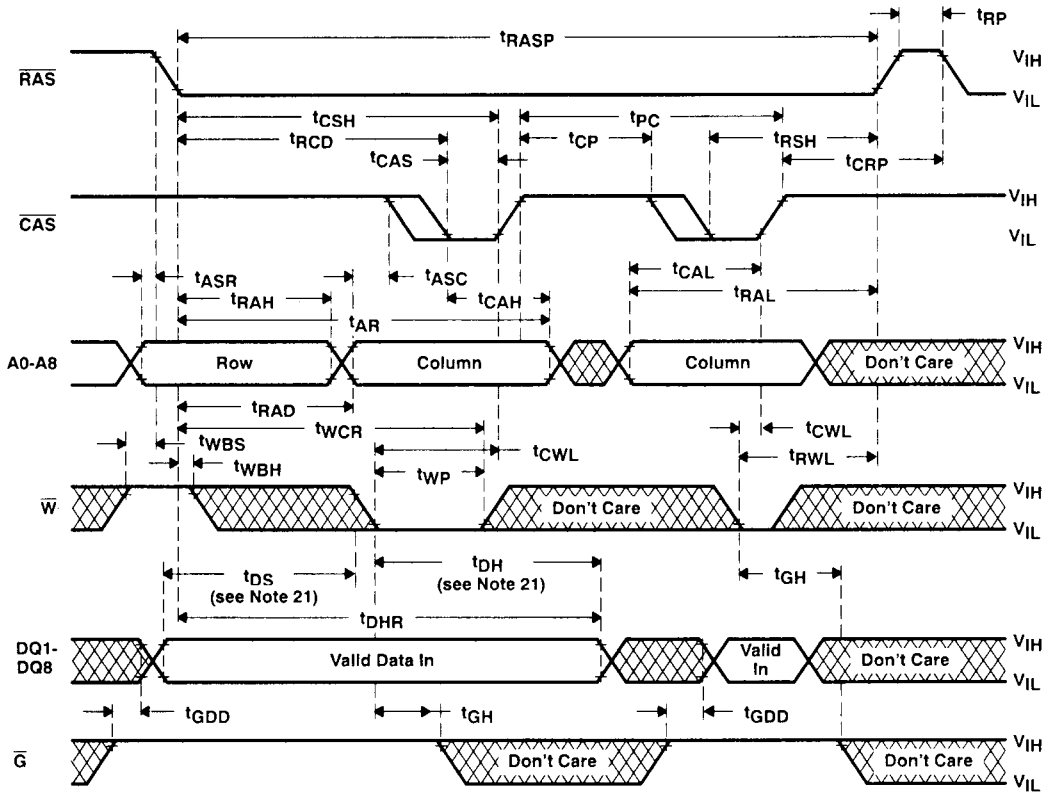 tRP
tRASP
RAS
VIH
VIL
tCSH
tPC
tRCD
tCP
tRSH
tCAS
tCRP
CAS
VIH
VIL
tASR
tASC
tCAL
tRAH
tCAH
tRAL
tAR
A0-A8
Row
Column
Column
Don't Care
VIH
VIL
tRAD
tWCR
tWBS
tCWL
tCWL
tWBH
tWP
tRWL
W
Don't Care
Don't Care
VIH
VIL
tDS
(see Note 21)
tDH
(see Note 21)
tGH
tDHR
DQ1-
DQ8
Valid Data In
Valid
In
Don't Care
VIH
VIL
tGDD
tGH
tGDD
G
Don't Care
Don't Care
VIH
VIL